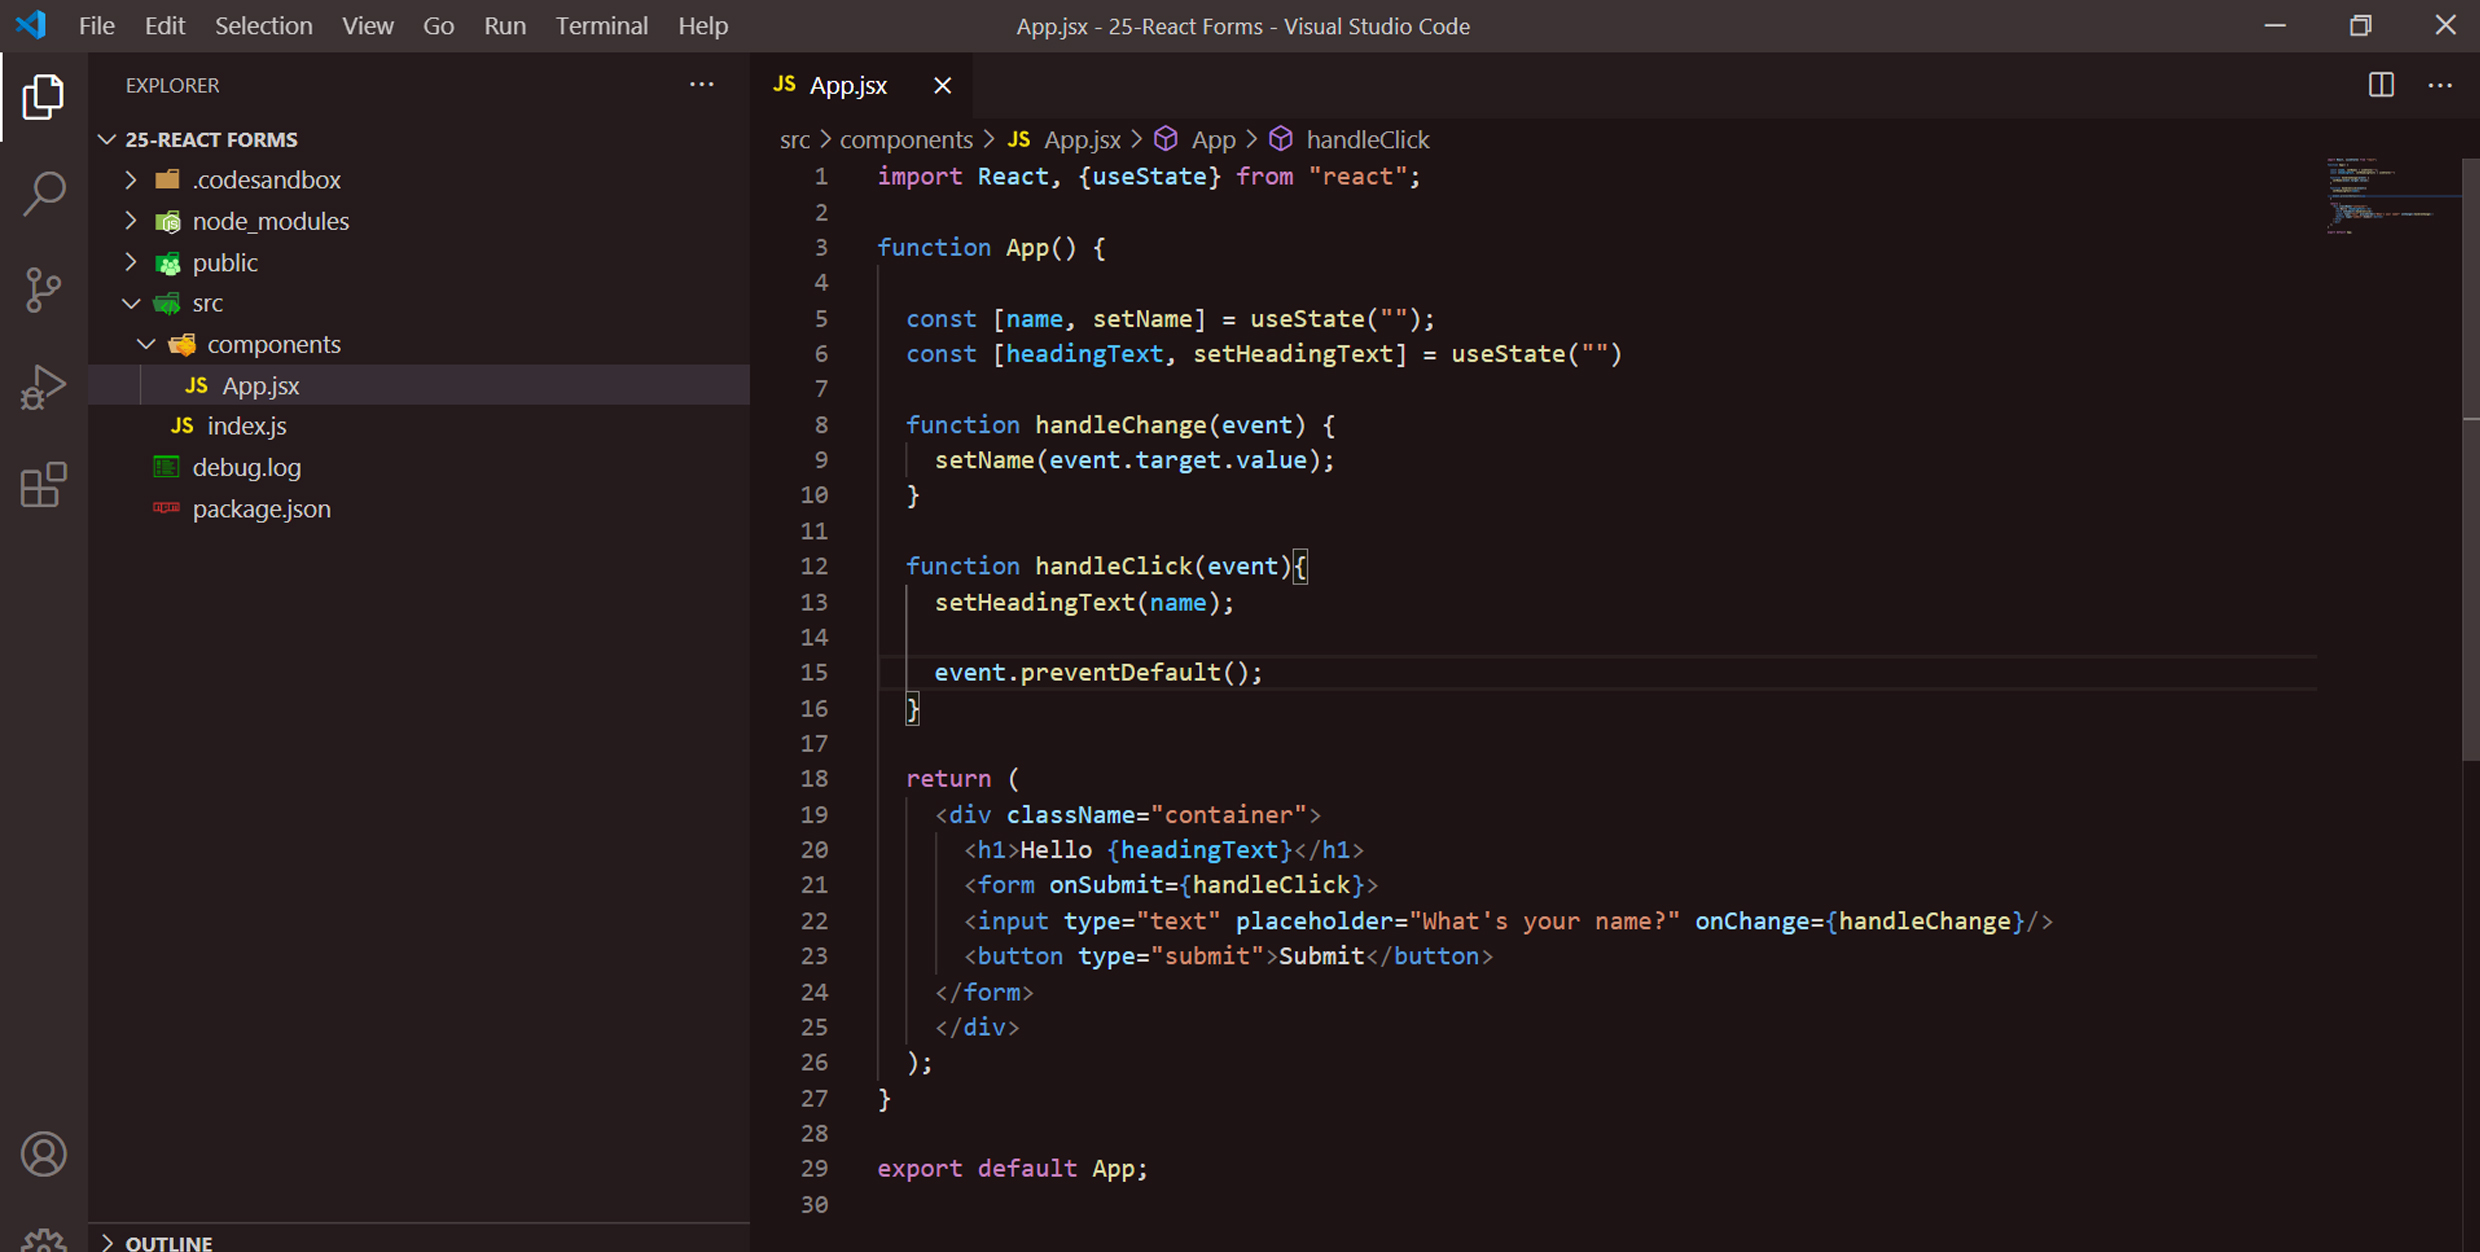 File Edit Selection View Go Run Terminal Help App.jsx - 25-React Forms - Visual Studio Code
EXPLORER
25-REACT FORMS
.codesandbox
node_modules
public
src
components
JS App.jsx
JS index.js
debug.log
npm package.json
OUTLINE
JS App.jsx
src > components > JS App.jsx > App > handleClick
1 import React, {useState} from "react";
2
3 function App() {
4
5 const [name, setName] = useState("");
6 const [headingText, setHeadingText] = useState("")
7
8 function handleChange(event) {
9 setName(event.target.value);
10 }
11
12 function handleClick(event){
13 setHeadingText(name);
14
15 event.preventDefault();
16 }
17
18 return (
19 <div className="container">
20 <h1>Hello {headingText}</h1>
21 <form onSubmit={handleClick}>
22 <input type="text" placeholder="What's your name?" onChange={handleChange}/>
23 <button type="submit">Submit</button>
24 </form>
25 </div>
26 );
27 }
28
29 export default App;
30